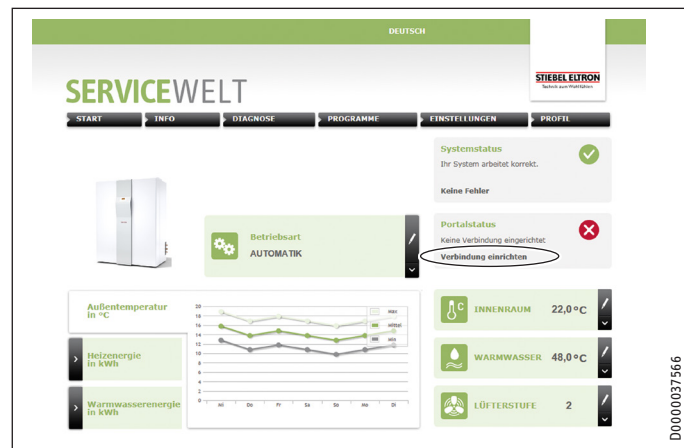 DEUTSCH
STIEBEL ELTRON
Technik zum Wohlfühlen
SERVICEWELT
START INFO DIAGNOSE PROGRAMME EINSTELLUNGEN PROFIL
Systemstatus
Ihr System arbeitet korrekt.
Keine Fehler
Betriebsart
AUTOMATIK
Portalstatus
Keine Verbindung eingerichtet
Verbindung einrichten
Außentemperatur
in °C
Heizenergie
in kWh
Warmwasserenergie
in kWh
20
18
16
14
12
10
8
6
4
2
0
Mi Do Fr Sa So Mo Di
max
mittel
min
°C INNENRAUM 22,0 °C
WARMWASSER 48,0 °C
LÜFTERSTUFE 2
D0000037566